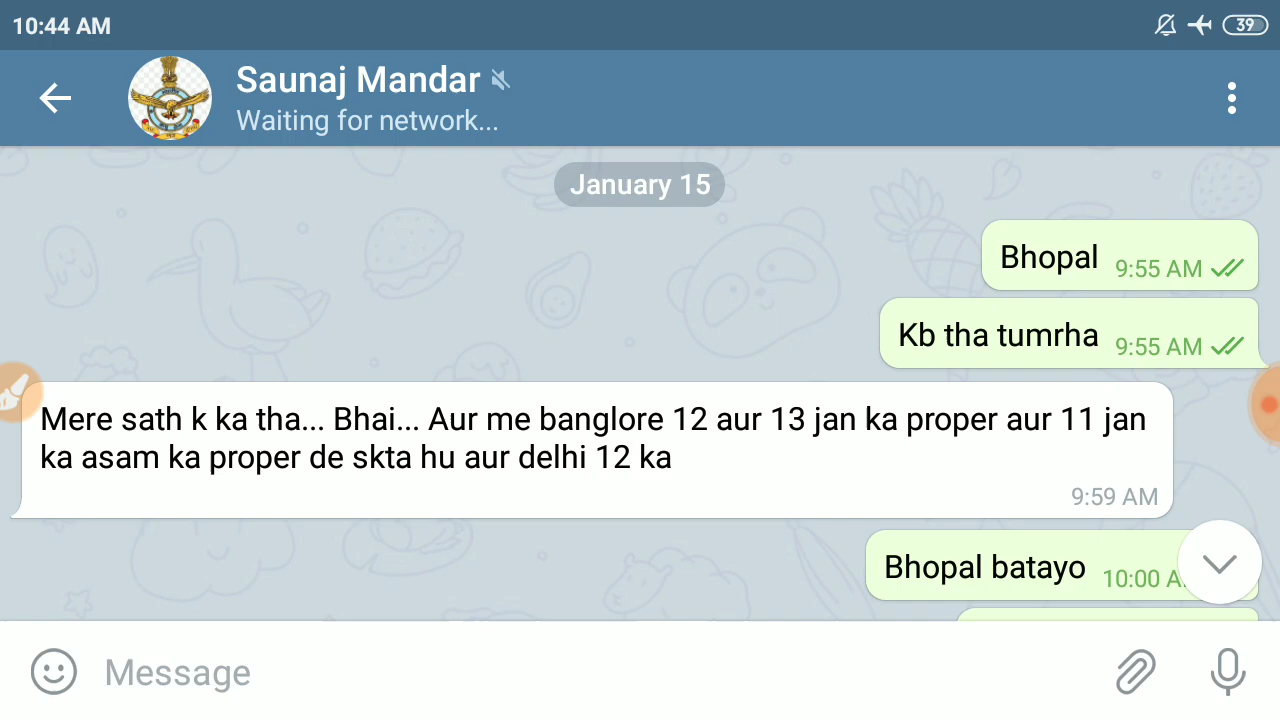 10:44 AM
39
Saunaj Mandar
Waiting for network...
January 15
Bhopal 9:55 AM
Kb tha tumrha 9:55 AM
Mere sath k ka tha... Bhai... Aur me banglore 12 aur 13 jan ka proper aur 11 jan
ka asam ka proper de skta hu aur delhi 12 ka
9:59 AM
Bhopal batayo 10:00 A
Message